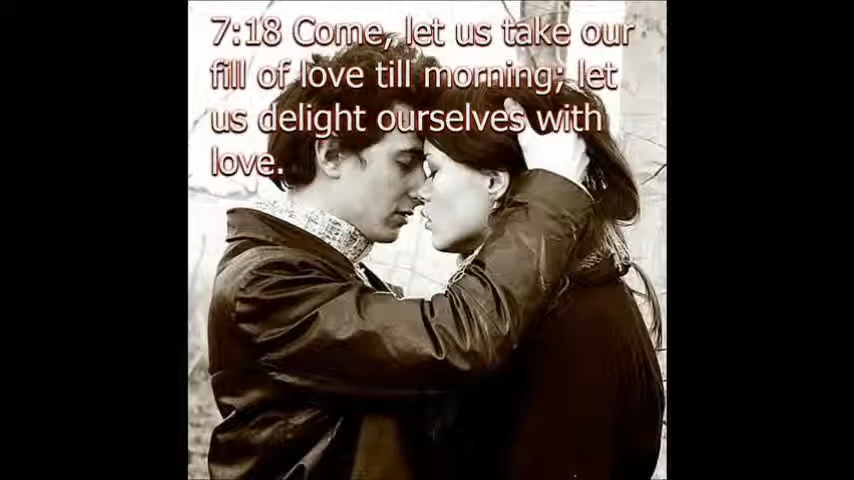 7:18 Come, let us take our
fill of love till morning; let
us delight ourselves with
love.